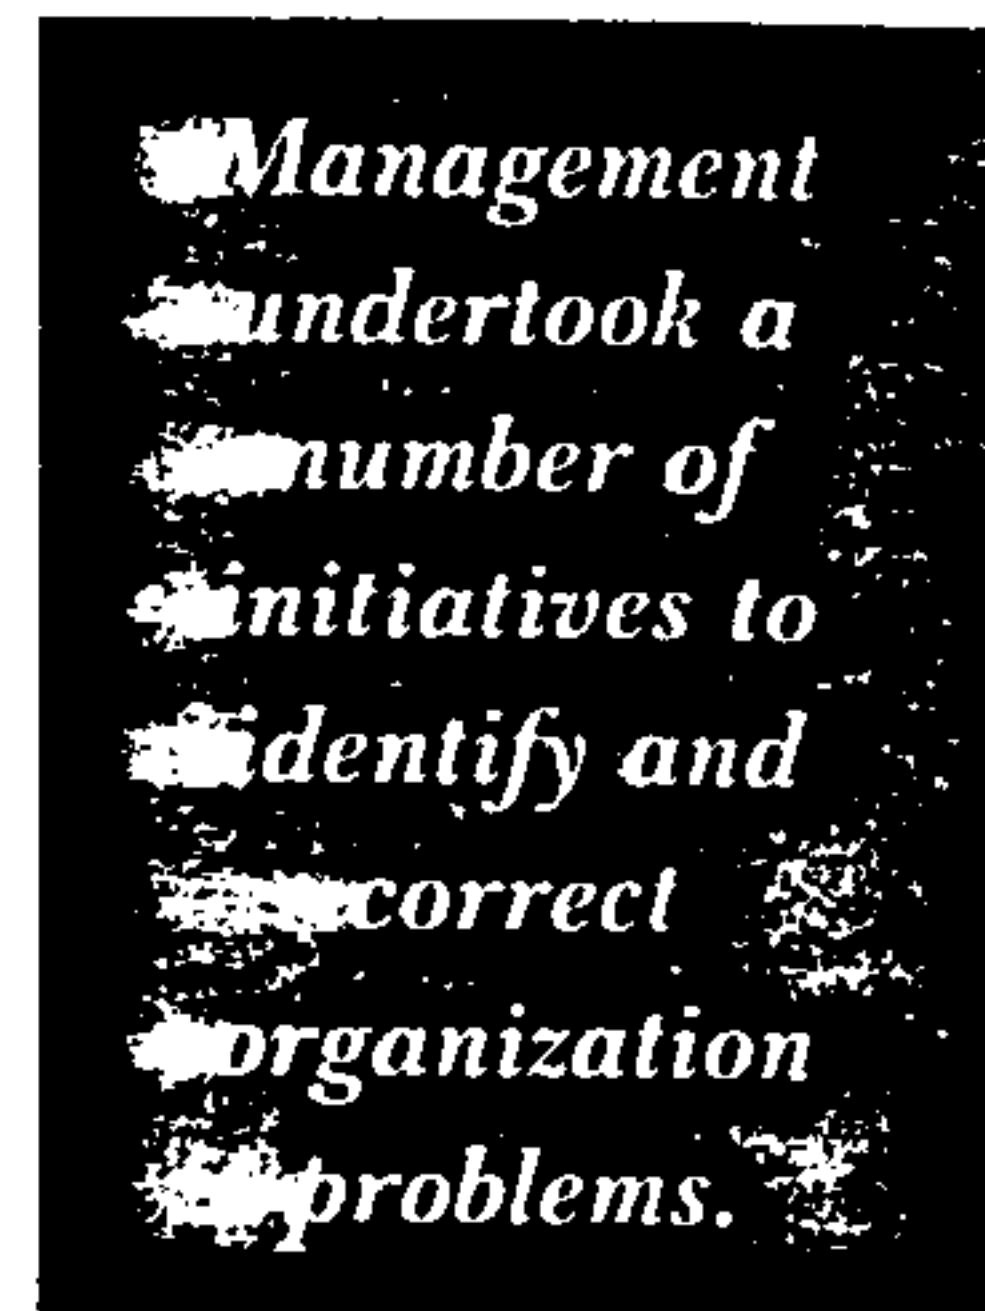 Management
undertook a
number of
initiatives to
identify and
correct
organization
problems.